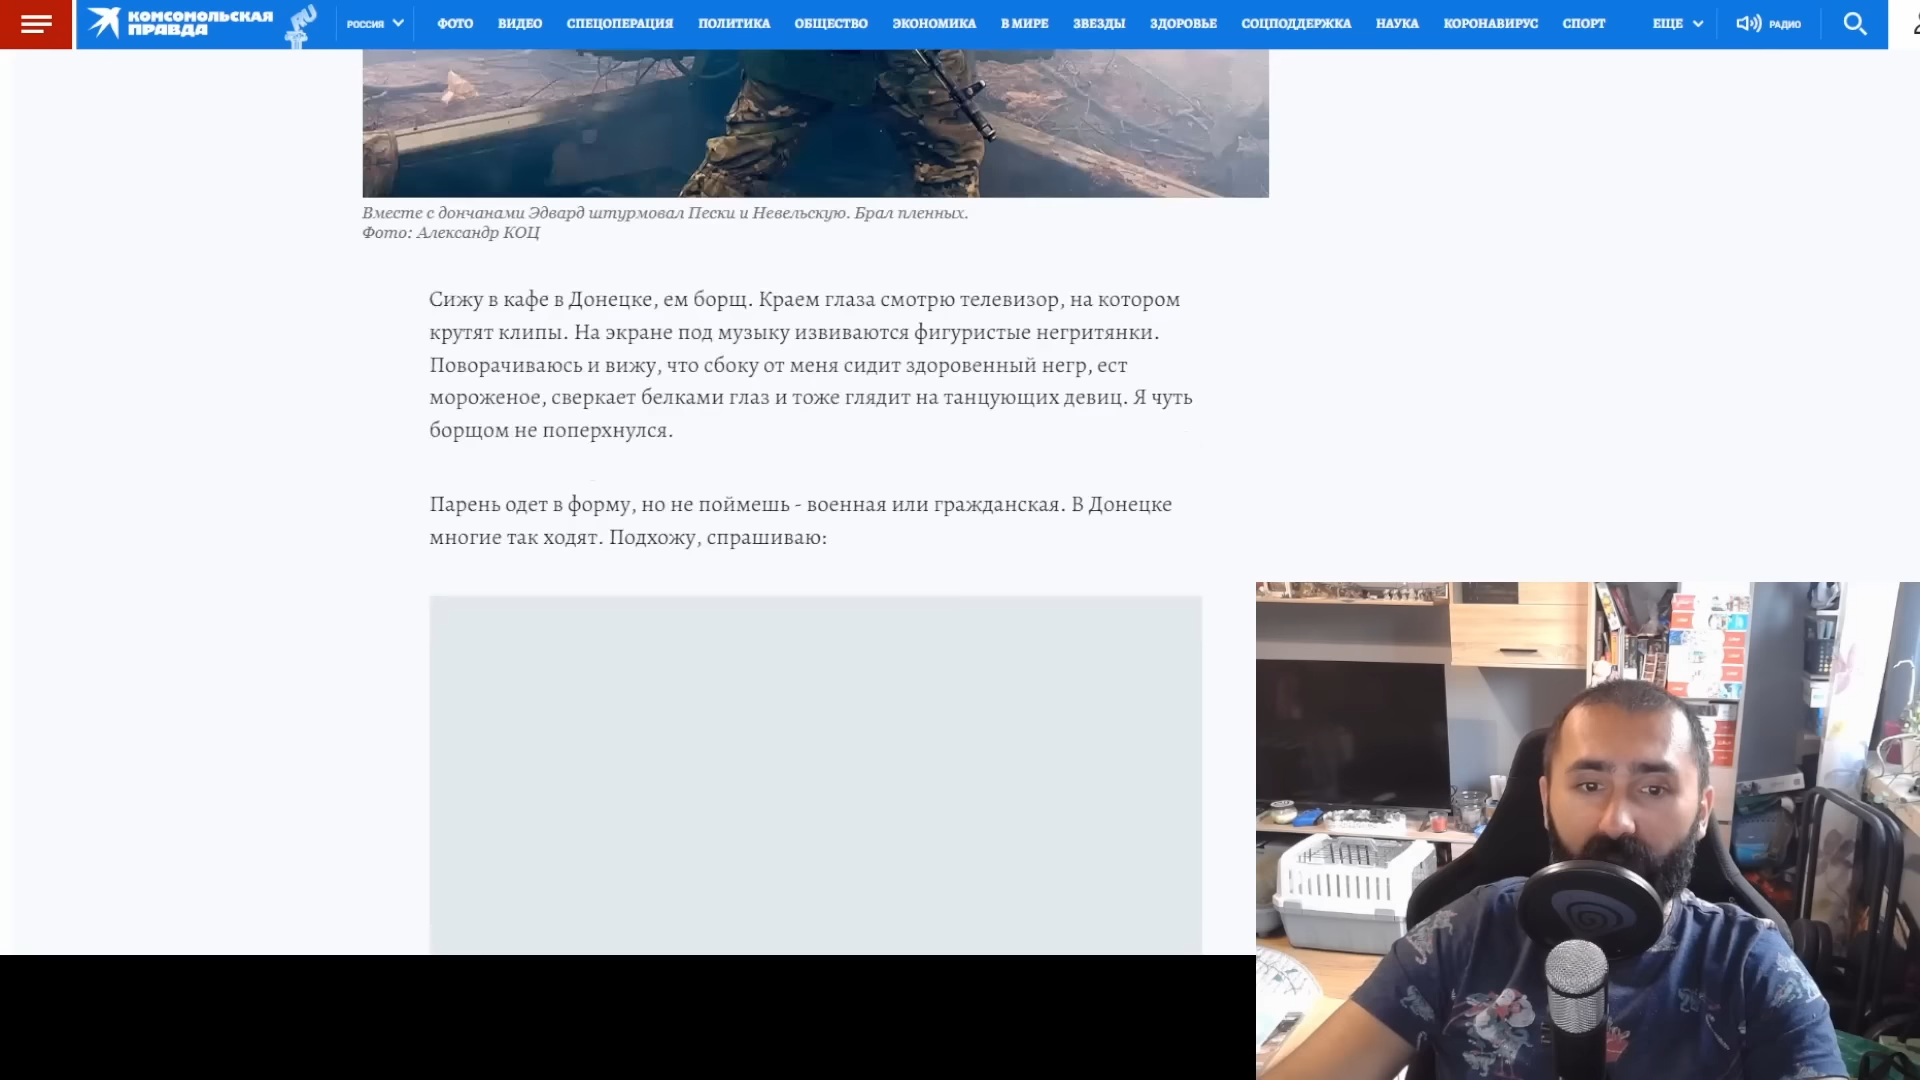 КОМСОМОЛЬСКАЯ
ПРАВДА
.RU
РОССИЯ
ФОТО ВИДЕО СПЕЦОПЕРАЦИЯ ПОЛИТИКА ОБЩЕСТВО ЭКОНОМИКА В МИРЕ ЗВЕЗДЫ ЗДОРОВЬЕ СОЦПОДДЕРЖКА НАУКА КОРОНАВИРУС СПОРТ ЕЩЕ РАДИО
Вместе с дончанами Эдвард штурмовал Пески и Невельскую. Брал пленных.
Фото: Александр КОЦ
Сижу в кафе в Донецке, ем борщ. Краем глаза смотрю телевизор, на котором
крутят клипы. На экране под музыку извиваются фигуристые негритянки.
Поворачиваюсь и вижу, что сбоку от меня сидит здоровенный негр, ест
мороженое, сверкает белками глаз и тоже глядит на танцующих девиц. Я чуть
борщом не поперхнулся.
Парень одет в форму, но не поймешь - военная или гражданская. В Донецке
многие так ходят. Подхожу, спрашиваю: